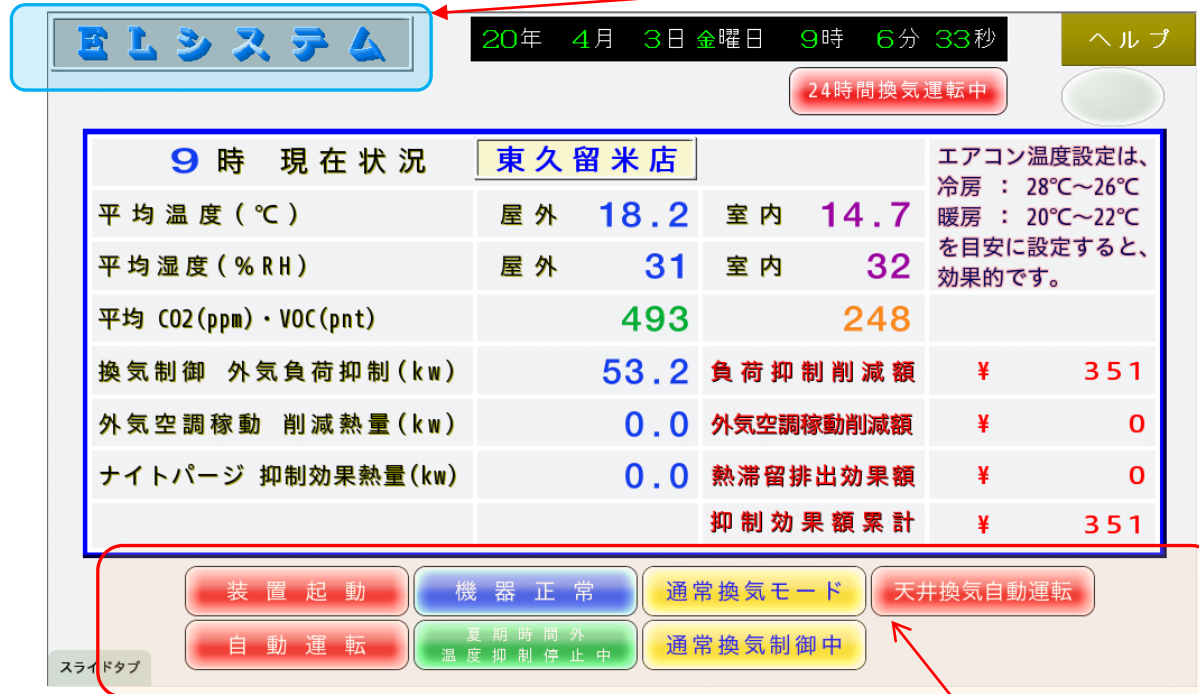 ELシステム
20年 4月 3日 金曜日 9時 6分 33秒
ヘルプ
24時間換気運転中
9時 現在状況 東久留米店
エアコン温度設定は、
冷房 : 28℃～26℃
暖房 : 20℃～22℃
を目安に設定すると、
効果的です。
平均温度(℃) 屋外 18.2 室内 14.7
平均湿度(%RH) 屋外 31 室内 32
平均 CO2(ppm)・VOC(pnt) 493 248
換気制御 外気負荷抑制(kw) 53.2 負荷抑制削減額 ¥ 351
外気空調稼動 削減熱量(kw) 0.0 外気空調稼動削減額 ¥ 0
ナイトパージ 抑制効果熱量(kw) 0.0 熱滞留排出効果額 ¥ 0
抑制効果額累計 ¥ 351
装置起動 機器正常 通常換気モード 天井換気自動運転
自動運転 夏期時間外 通常換気制御中
温度抑制停止中
スライドタブ